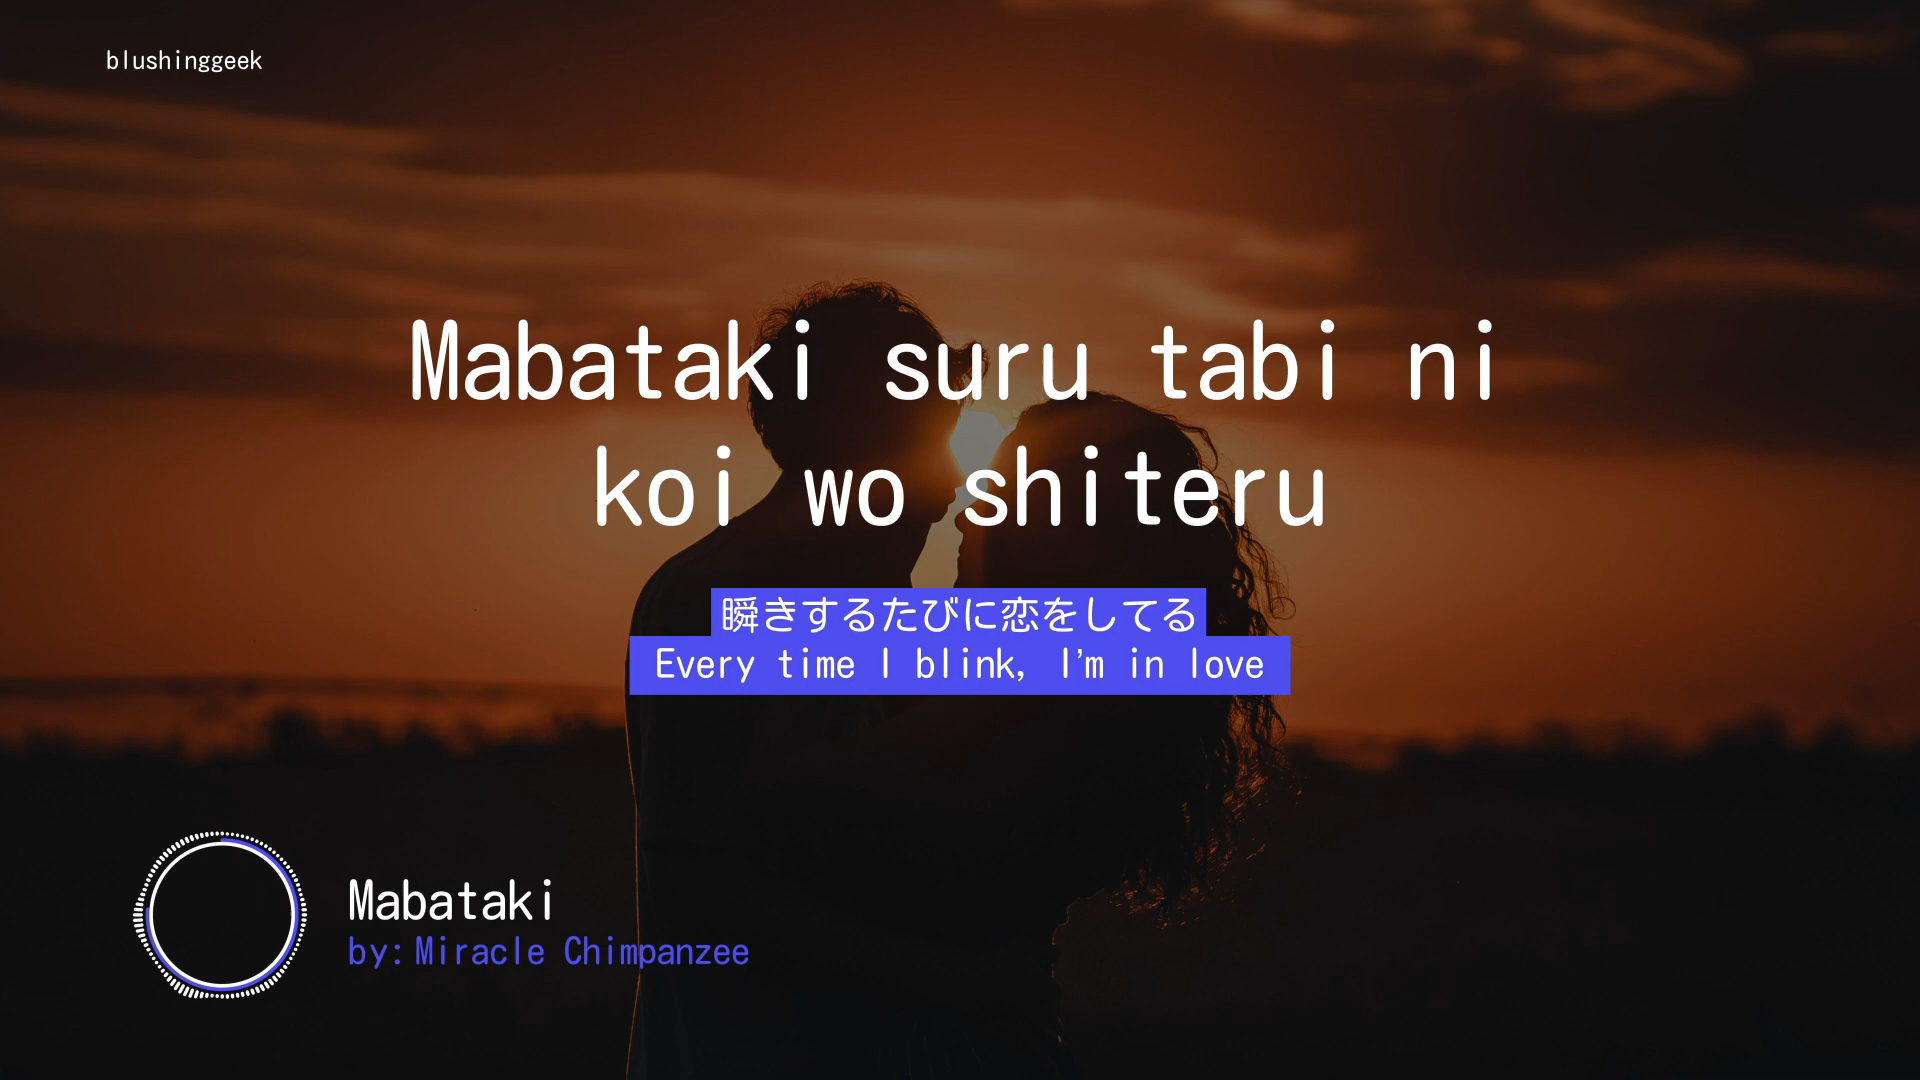 blushinggeek
Mabataki suru tabi ni
koi wo shiteru
瞬きするたびに恋をしてる
Every time I blink, I'm in love
Mabataki
by: Miracle Chimpanzee